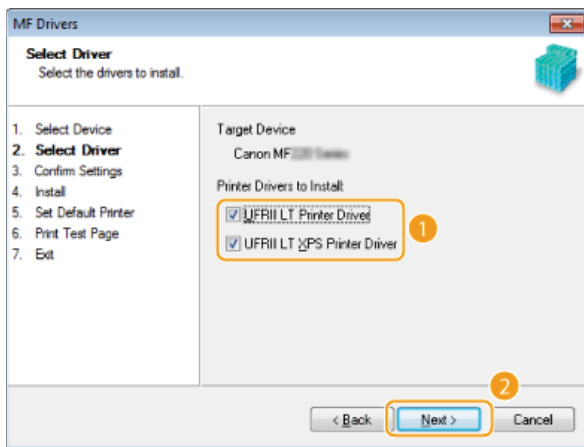 MF Drivers
Select Driver
Select the drivers to install.
1. Select Device
2. Select Driver
3. Confirm Settings
4. Install
5. Set Default Printer
6. Print Test Page
7. Exit
Target Device
Canon MF
Printer Drivers to Install:
UFRII LT Printer Driver
UFRII LT XPS Printer Driver
1
2
< Back
Next >
Cancel